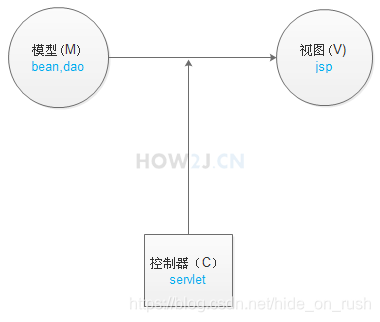 模型(M)
bean,dao
视图(V)
jsp
HOW2J.CN
控制器（C）
servlet
https://blog.csdn.net/hide_on_rush